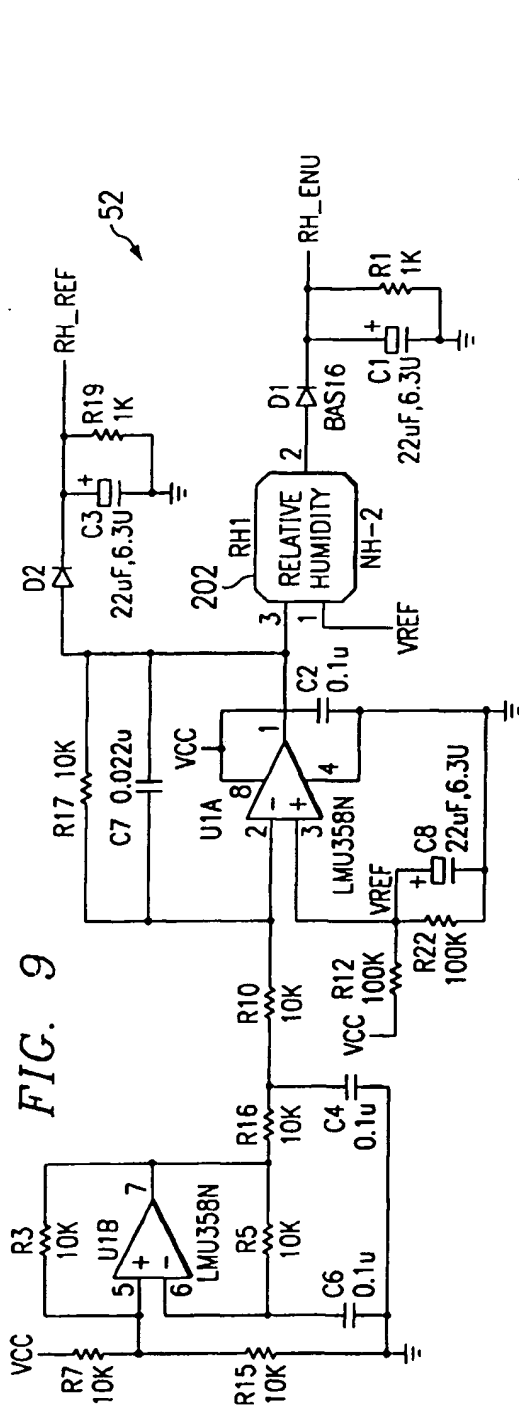 FIG. 9
52
VCC
R7
10K
R15
10K
R3
10K
U1B
5
+
6
-
7
LMU358N
R5
10K
C6
0.1u
R16
10K
C4
0.1u
R10
10K
R17 10K
C7 0.022u
VCC
U1A
8
2
-
3
+
1
4
LMU358N
C2
0.1u
VREF
VCC
R12
100K
R22
100K
+
C8
22uF,6.3U
D2
RH_REF
+
C3
22uF,6.3U
R19
1K
202
RH1
3
1
VREF
RELATIVE
HUMIDITY
NH-2
2
D1
BAS16
RH_ENU
+
C1
22uF,6.3U
R1
1K